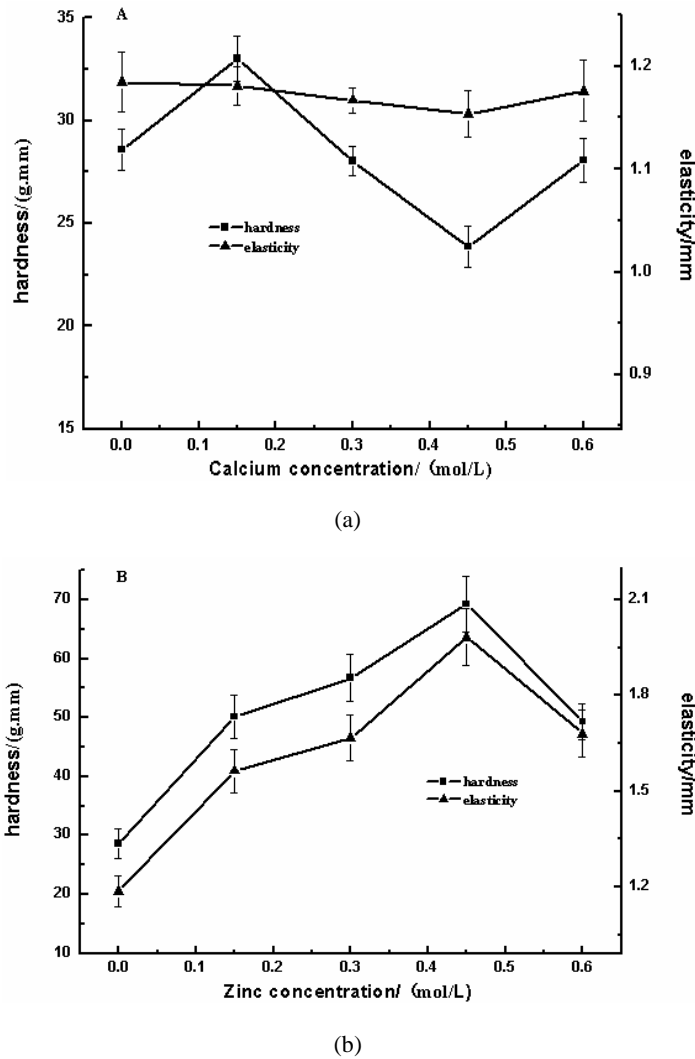 A
35
30
25
20
15
hardness/(g.mm)
1.2
1.1
1.0
0.9
elasticity/mm
hardness
elasticity
0.0 0.1 0.2 0.3 0.4 0.5 0.6
Calcium concentration/ (mol/L)
(a)
B
70
60
50
40
30
20
10
hardness/(g.mm)
2.1
1.8
1.5
1.2
elasticity/mm
hardness
elasticity
0.0 0.1 0.2 0.3 0.4 0.5 0.6
Zinc concentration/ (mol/L)
(b)